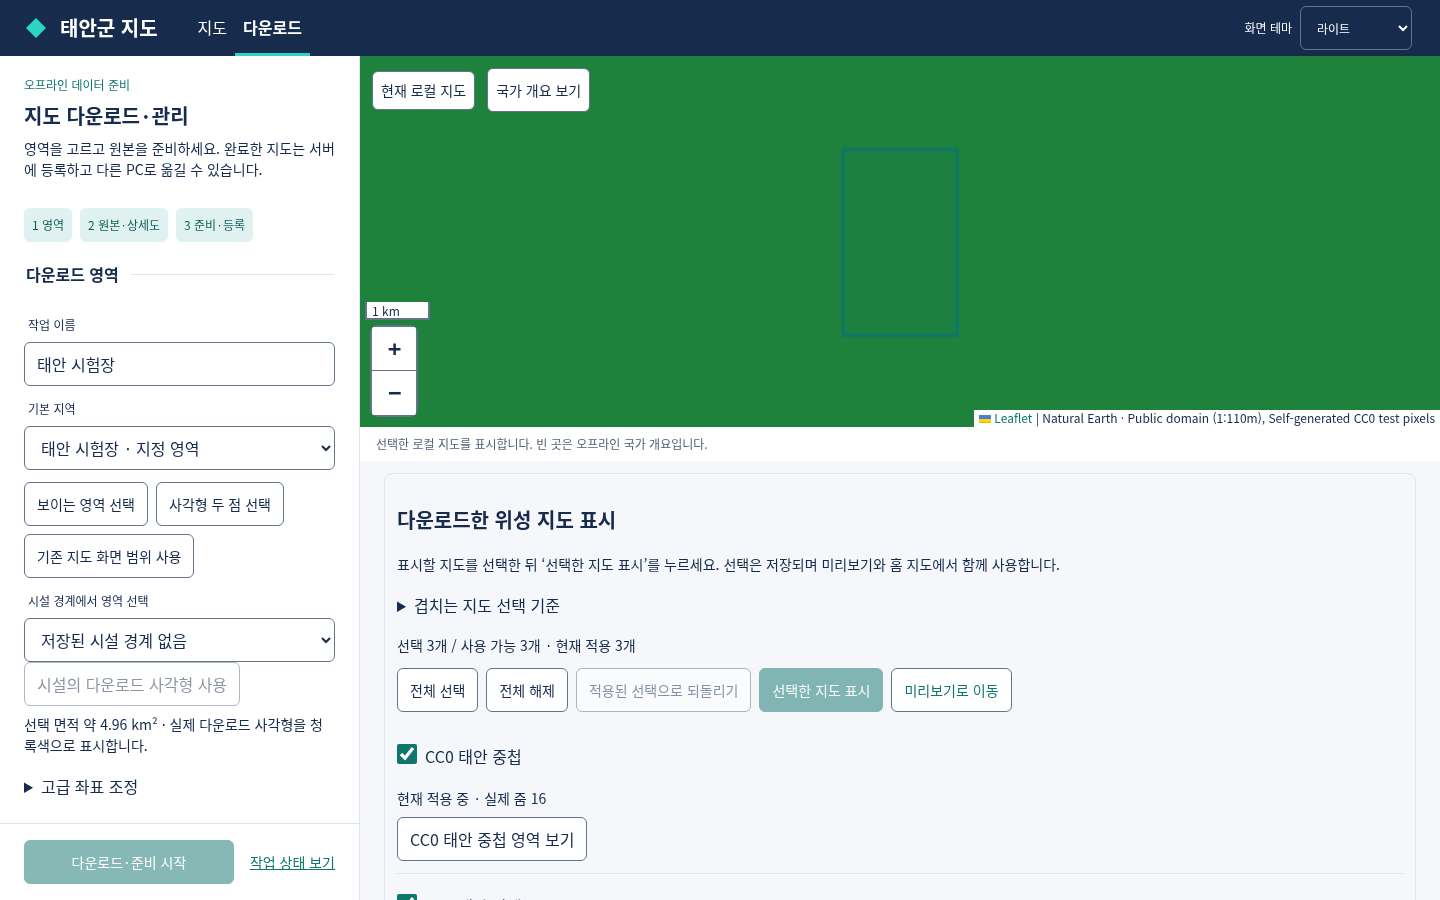 태안군 지도
지도
다운로드
화면 테마
라이트
오프라인 데이터 준비
지도 다운로드·관리
영역을 고르고 원본을 준비하세요. 완료한 지도는 서버
에 등록하고 다른 PC로 옮길 수 있습니다.
1 영역
2 원본·상세도
3 준비·등록
다운로드 영역
작업 이름
태안 시험장
기본 지역
태안 시험장 · 지정 영역
보이는 영역 선택
사각형 두 점 선택
기존 지도 화면 범위 사용
시설 경계에서 영역 선택
저장된 시설 경계 없음
시설의 다운로드 사각형 사용
선택 면적 약 4.96 km² · 실제 다운로드 사각형을 청
록색으로 표시합니다.
▶ 고급 좌표 조정
다운로드·준비 시작
작업 상태 보기
현재 로컬 지도
국가 개요 보기
1 km
+
−
Leaflet | Natural Earth · Public domain (1:110m), Self-generated CC0 test pixels
선택한 로컬 지도를 표시합니다. 빈 곳은 오프라인 국가 개요입니다.
다운로드한 위성 지도 표시
표시할 지도를 선택한 뒤 ‘선택한 지도 표시’를 누르세요. 선택은 저장되며 미리보기와 홈 지도에서 함께 사용합니다.
▶ 겹치는 지도 선택 기준
선택 3개 / 사용 가능 3개 · 현재 적용 3개
전체 선택
전체 해제
적용된 선택으로 되돌리기
선택한 지도 표시
미리보기로 이동
CC0 태안 중첩
현재 적용 중 · 실제 줌 16
CC0 태안 중첩 영역 보기